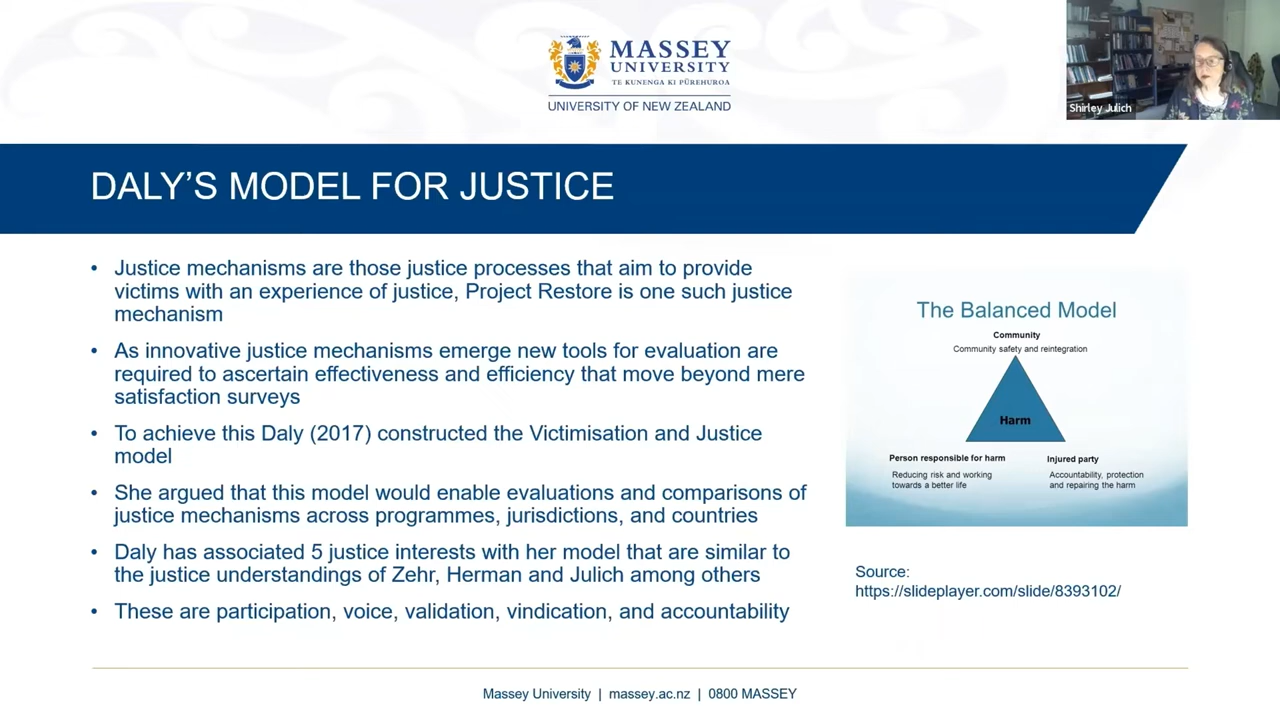 MASSEY
UNIVERSITY
TE KUNENGA KI PŪREHUROA
UNIVERSITY OF NEW ZEALAND
Shirley Julich
DALY'S MODEL FOR JUSTICE
• Justice mechanisms are those justice processes that aim to provide
victims with an experience of justice, Project Restore is one such justice
mechanism
• As innovative justice mechanisms emerge new tools for evaluation are
required to ascertain effectiveness and efficiency that move beyond mere
satisfaction surveys
• To achieve this Daly (2017) constructed the Victimisation and Justice
model
• She argued that this model would enable evaluations and comparisons of
justice mechanisms across programmes, jurisdictions, and countries
• Daly has associated 5 justice interests with her model that are similar to
the justice understandings of Zehr, Herman and Julich among others
• These are participation, voice, validation, vindication, and accountability
The Balanced Model
Community
Community safety and reintegration
Harm
Person responsible for harm
Reducing risk and working
towards a better life
Injured party
Accountability, protection
and repairing the harm
Source:
https://slideplayer.com/slide/8393102/
Massey University | massey.ac.nz | 0800 MASSEY